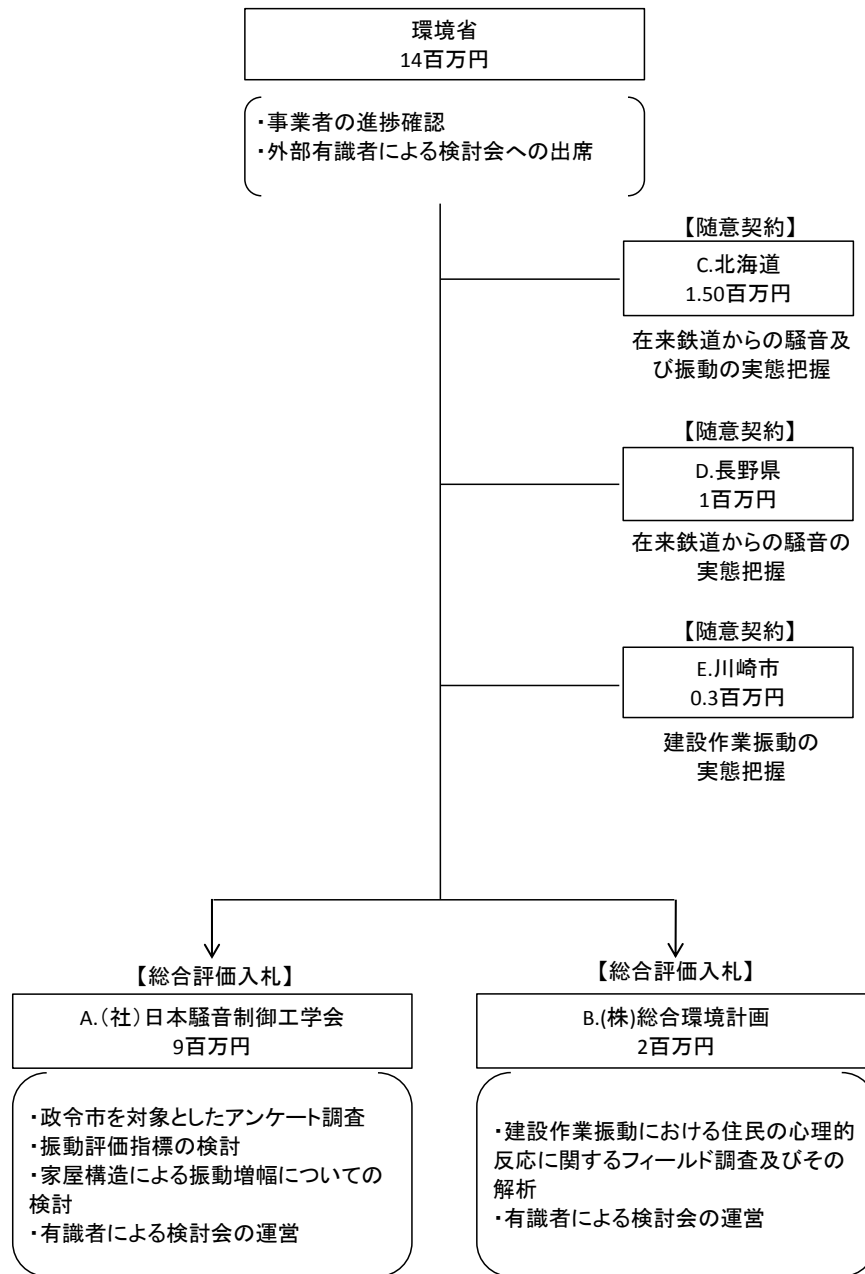 環境省
14百万円
・事業者の進捗確認
・外部有識者による検討会への出席
【随意契約】
C.北海道
1.50百万円
在来鉄道からの騒音及
び振動の実態把握
【随意契約】
D.長野県
1百万円
在来鉄道からの騒音の
実態把握
【随意契約】
E.川崎市
0.3百万円
建設作業振動の
実態把握
【総合評価入札】
A.（社）日本騒音制御工学会
9百万円
・政令市を対象としたアンケート調査
・振動評価指標の検討
・家屋構造による振動増幅についての
検討
・有識者による検討会の運営
【総合評価入札】
B.(株)総合環境計画
2百万円
・建設作業振動における住民の心理的
反応に関するフィールド調査及びその
解析
・有識者による検討会の運営